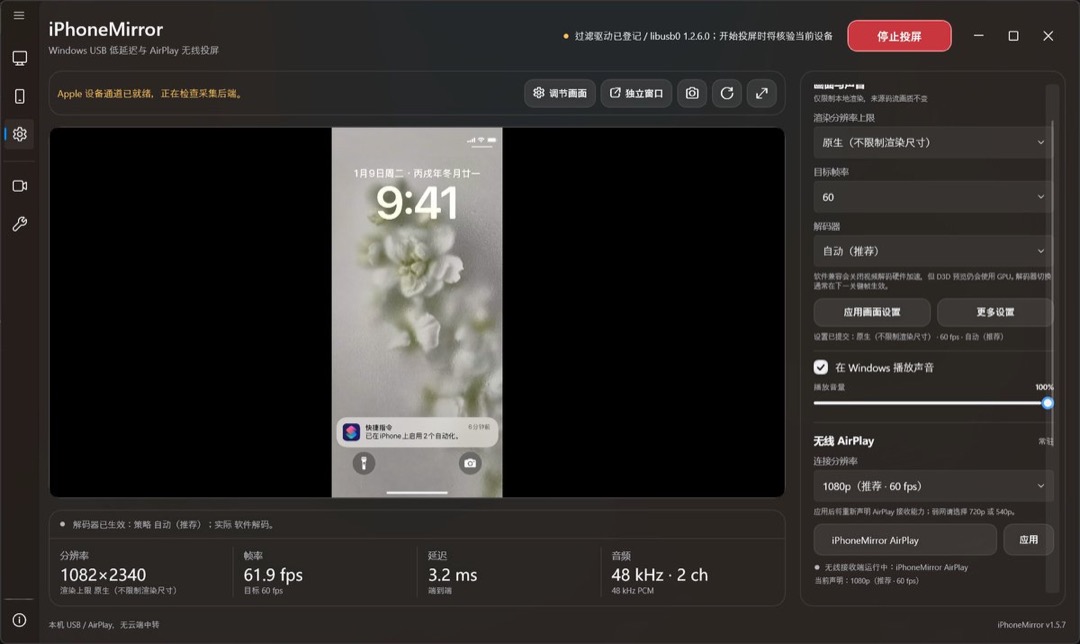 iPhoneMirror
Windows USB 低延迟与 AirPlay 无线投屏
过滤驱动已登记 / libusb0 1.2.6.0；开始投屏时将核验当前设备
停止投屏
Apple 设备通道已就绪，正在检查采集后端。
调节画面
独立窗口
1月9日周二 · 丙戌年冬月廿一
9:41
快捷指令
6分钟前
已在iPhone上启用2个自动化。
解码器已生效：策略 自动（推荐）；实际 软件解码。
分辨率
1082×2340
渲染上限 原生（不限制渲染尺寸）
帧率
61.9 fps
目标 60 fps
延迟
3.2 ms
端到端
音频
48 kHz · 2 ch
48 kHz PCM
仅限制本地渲染，来源码流画质不变
渲染分辨率上限
原生（不限制渲染尺寸）
目标帧率
60
解码器
自动（推荐）
软件兼容会关闭视频解码硬件加速，但 D3D 预览仍会使用 GPU。解码器切换
通常在下一关键帧生效。
应用画面设置
更多设置
设置已提交：原生（不限制渲染尺寸） · 60 fps · 自动（推荐）
在 Windows 播放声音
播放音量
100%
无线 AirPlay
常驻
连接分辨率
1080p（推荐 · 60 fps）
应用后将重新声明 AirPlay 接收能力；弱网请选择 720p 或 540p。
iPhoneMirror AirPlay
应用
无线接收端运行中：iPhoneMirror AirPlay
当前声明：1080p（推荐 · 60 fps）
本机 USB / AirPlay，无云端中转
iPhoneMirror v1.5.7